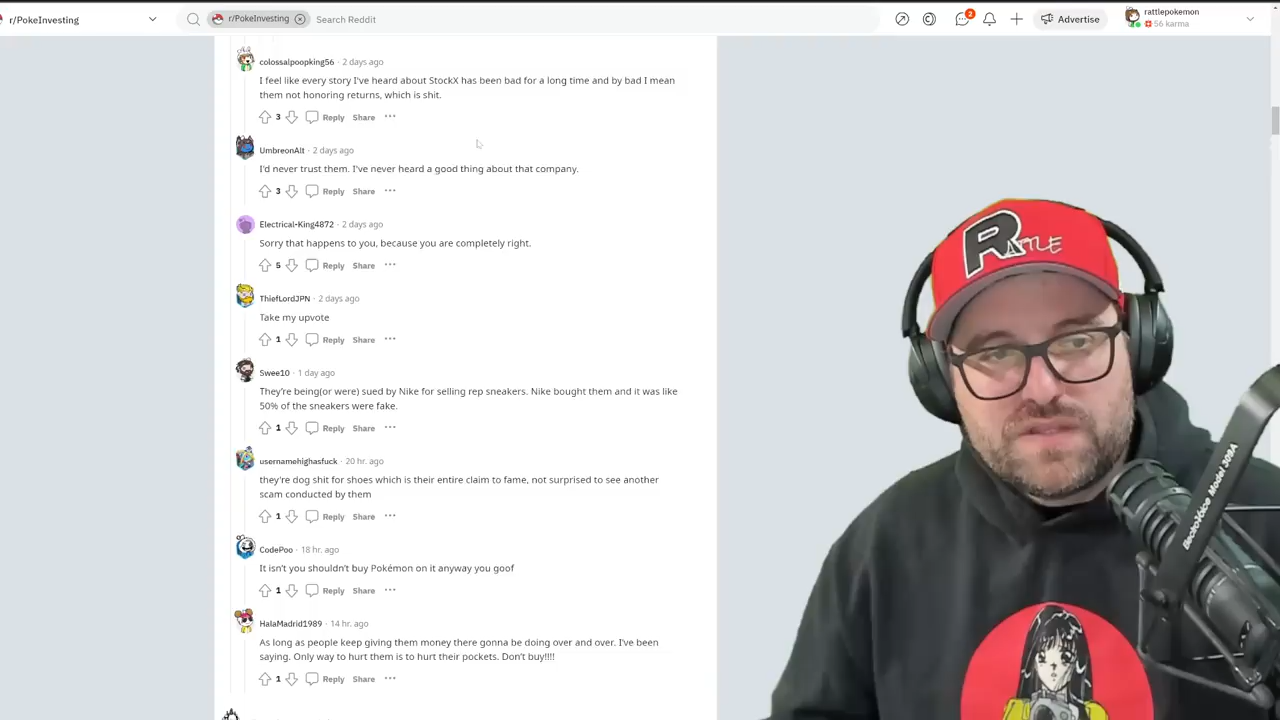 r/PokeInvesting
r/PokeInvesting
Search Reddit
2
Advertise
rattlepokemon
56 karma
colossalpoopking56 · 2 days ago
I feel like every story I've heard about StockX has been bad for a long time and by bad I mean
them not honoring returns, which is shit.
3 Reply Share ···
UmbreonAlt · 2 days ago
I'd never trust them. I've never heard a good thing about that company.
3 Reply Share ···
Electrical-King4872 · 2 days ago
Sorry that happens to you, because you are completely right.
5 Reply Share ···
ThiefLordJPN · 2 days ago
Take my upvote
1 Reply Share ···
Swee10 · 1 day ago
They're being(or were) sued by Nike for selling rep sneakers. Nike bought them and it was like
50% of the sneakers were fake.
1 Reply Share ···
usernamehighasfuck · 20 hr. ago
they're dog shit for shoes which is their entire claim to fame, not surprised to see another
scam conducted by them
1 Reply Share ···
CodePoo · 18 hr. ago
It isn't you shouldn't buy Pokémon on it anyway you goof
1 Reply Share ···
HalaMadrid1989 · 14 hr. ago
As long as people keep giving them money there gonna be doing over and over. I've been
saying. Only way to hurt them is to hurt their pockets. Don't buy!!!!
1 Reply Share ···
RATTLE
ElectroVoice Model 309A